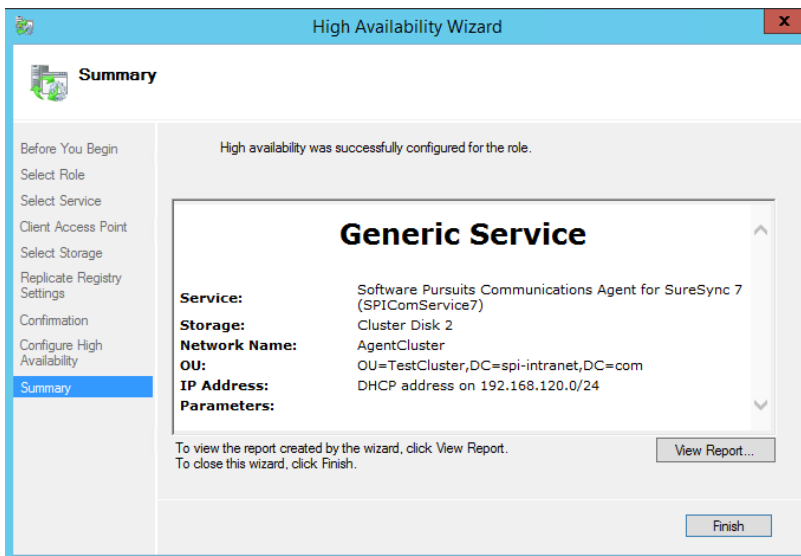 High Availability Wizard
x
Summary
Before You Begin
Select Role
Select Service
Client Access Point
Select Storage
Replicate Registry
Settings
Confirmation
Configure High
Availability
Summary
High availability was successfully configured for the role.
Generic Service
Service: Software Pursuits Communications Agent for SureSync 7
(SPIComService7)
Storage: Cluster Disk 2
Network Name: AgentCluster
OU: OU=TestCluster,DC=spi-intranet,DC=com
IP Address: DHCP address on 192.168.120.0/24
Parameters:
To view the report created by the wizard, click View Report.
To close this wizard, click Finish.
View Report...
Finish